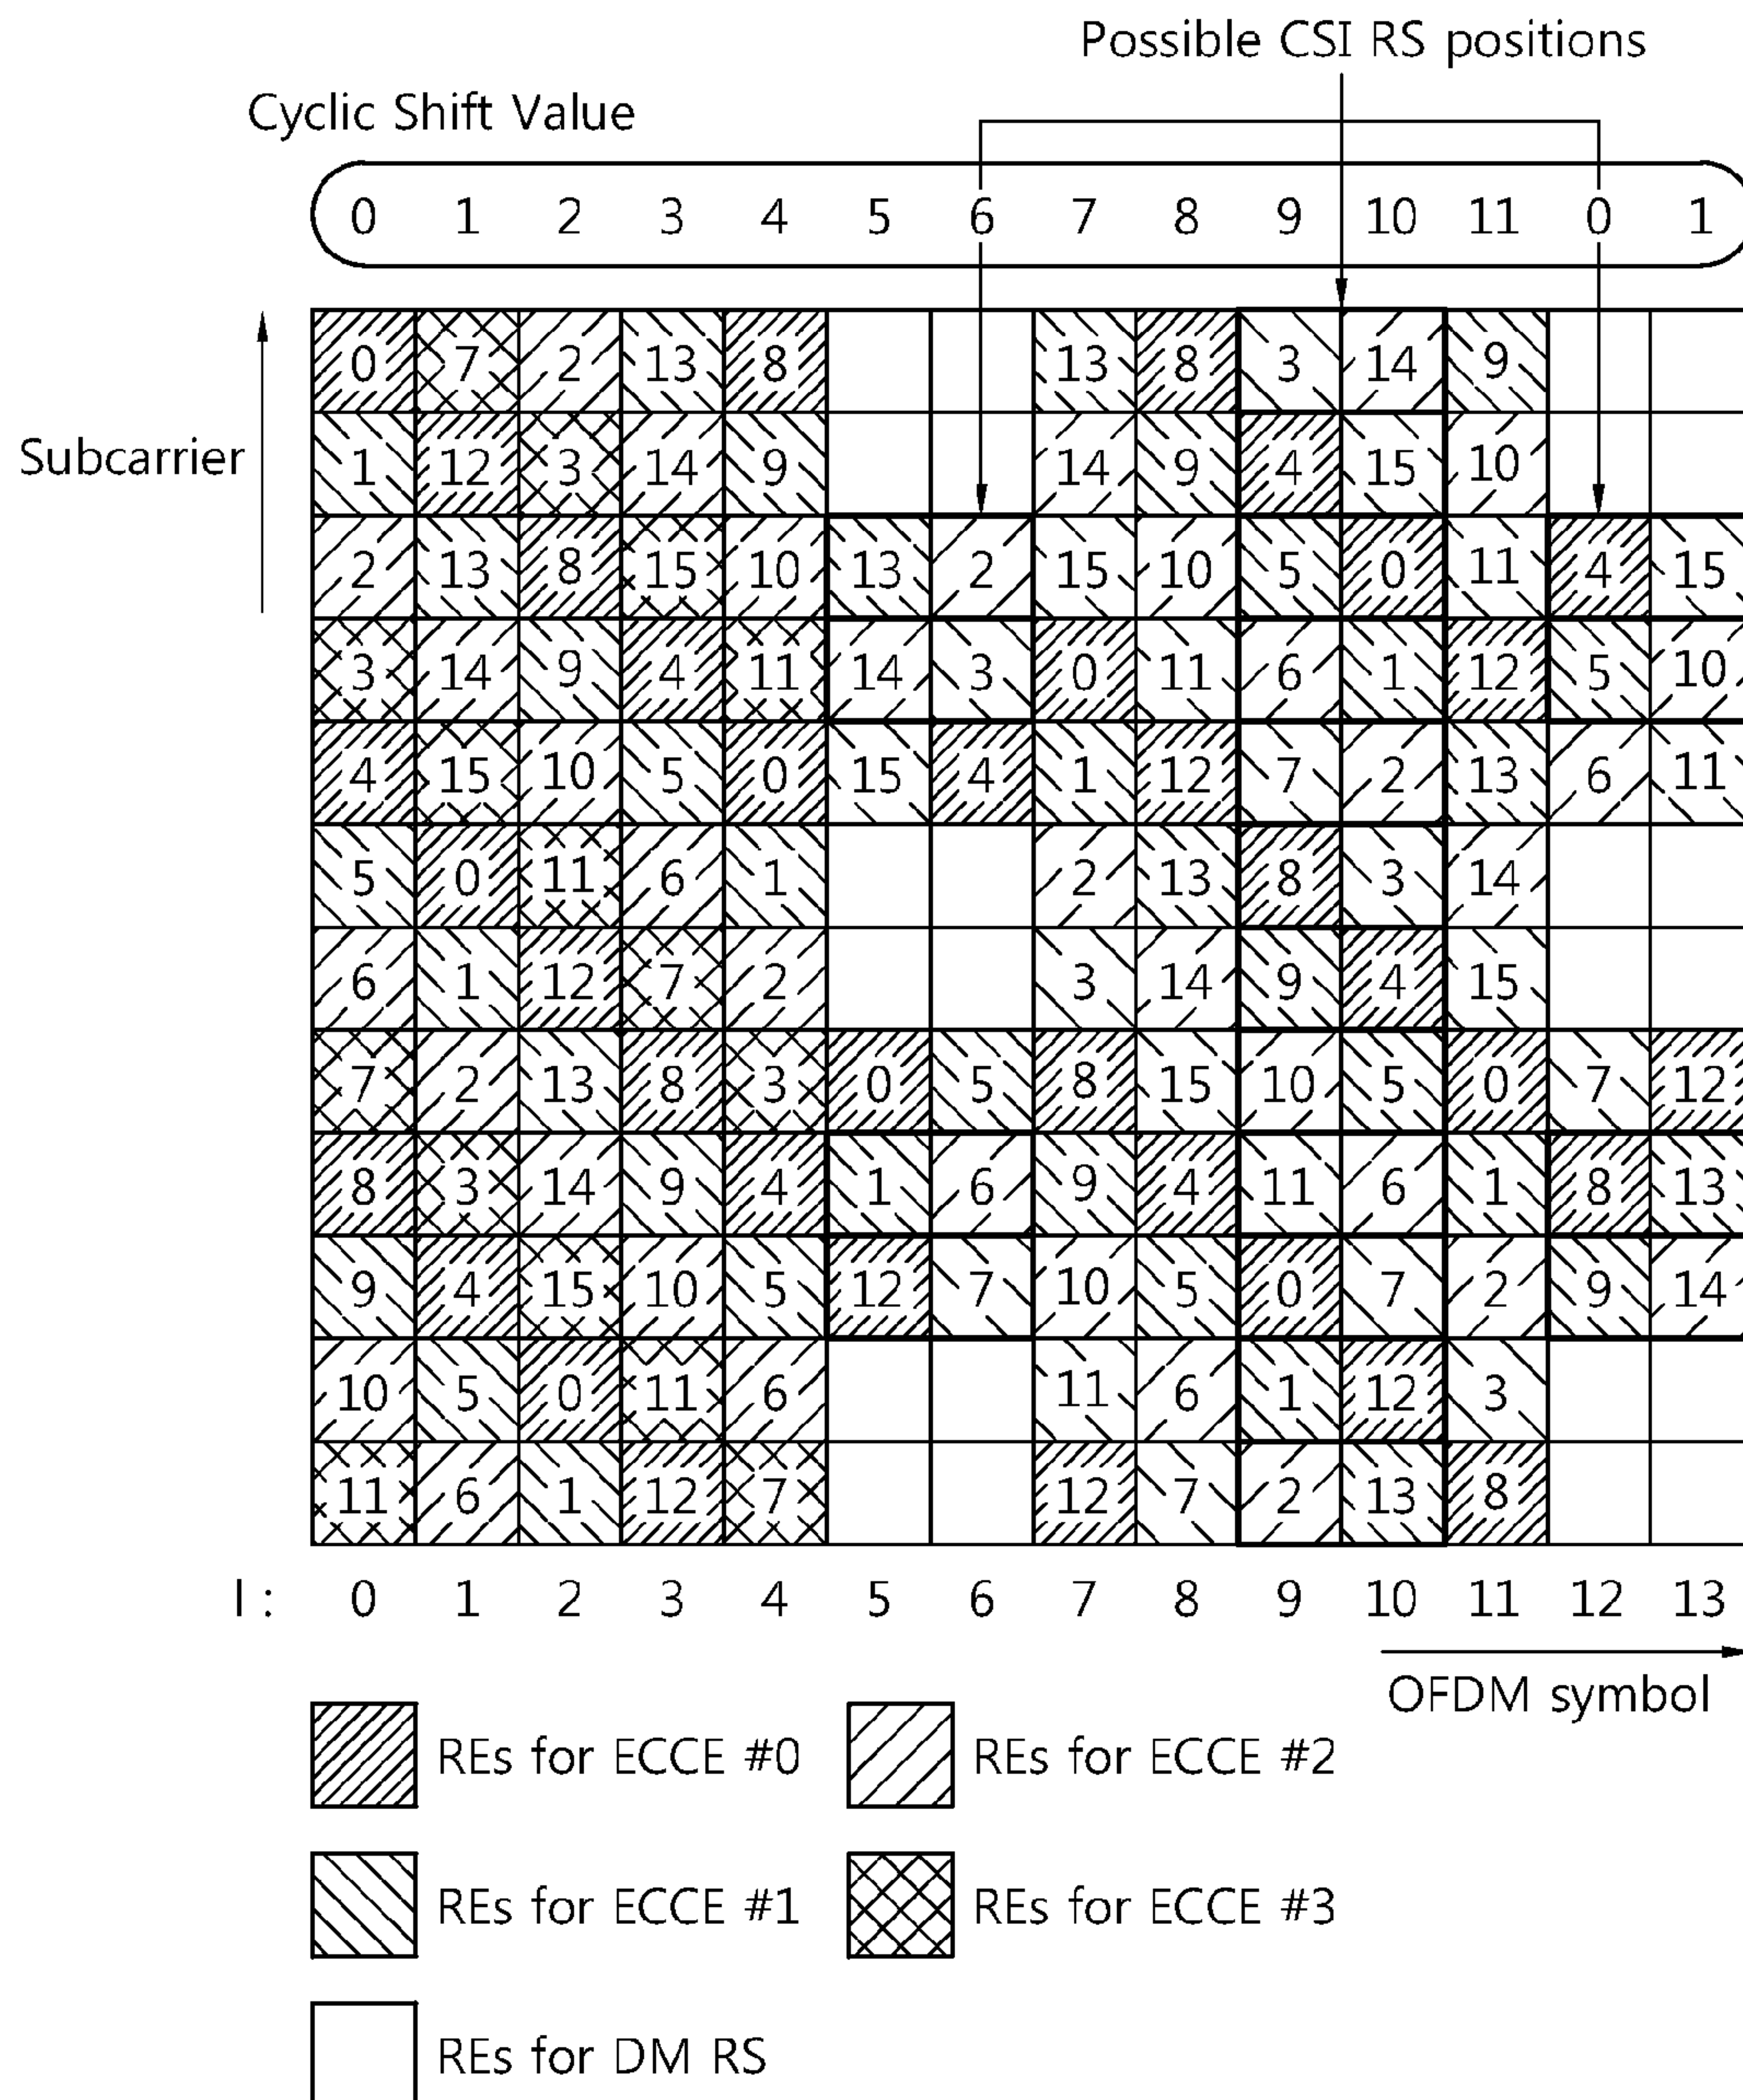 Possible CSI RS positions
Cyclic Shift Value
0 1 2 3 4 5 6 7 8 9 10 11 0 1
0 7 2 13 8 13 8 3 14 9
Subcarrier
1 12 3 14 9 14 9 4 15 10
2 13 8 15 10 13 2 15 10 5 0 11 4 15
3 14 9 4 11 14 3 0 11 6 1 12 5 10
4 15 10 5 0 15 4 1 12 7 2 13 6 11
5 0 11 6 1 2 13 8 3 14
6 1 12 7 2 3 14 9 4 15
7 2 13 8 3 0 5 8 15 10 5 0 7 12
8 3 14 9 4 1 6 9 4 11 6 1 8 13
9 4 15 10 5 12 7 10 5 0 7 2 9 14
10 5 0 11 6 11 6 1 12 3
11 6 1 12 7 12 7 2 13 8
l : 0 1 2 3 4 5 6 7 8 9 10 11 12 13
OFDM symbol
REs for ECCE #0 REs for ECCE #2
REs for ECCE #1 REs for ECCE #3
REs for DM RS